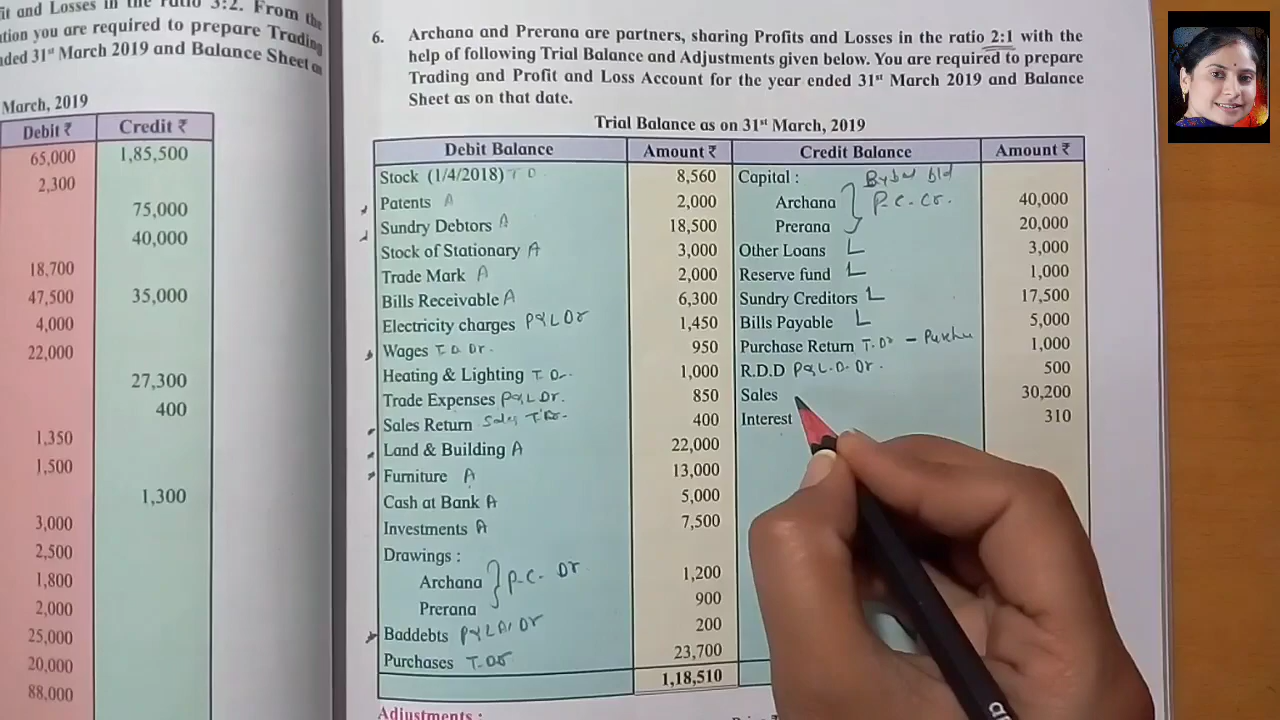 fit and Losses in the ratio 3:2. From the
ation you are required to prepare Trading
nded 31st March 2019 and Balance Sheet as
March, 2019
Debit ₹ Credit ₹
65,000 1,85,500
2,300
75,000
40,000
18,700
47,500 35,000
4,000
22,000
27,300
400
1,350
1,500
1,300
3,000
2,500
1,800
2,000
25,000
20,000
88,000
6. Archana and Prerana are partners, sharing Profits and Losses in the ratio 2:1 with the
help of following Trial Balance and Adjustments given below. You are required to prepare
Trading and Profit and Loss Account for the year ended 31st March 2019 and Balance
Sheet as on that date.
Trial Balance as on 31st March, 2019
Debit Balance Amount ₹ Credit Balance Amount ₹
Stock (1/4/2018) T D 8,560 Capital :
Patents A 2,000 Archana P.C. Cr. 40,000
Sundry Debtors A 18,500 Prerana 20,000
Stock of Stationary A 3,000 Other Loans L 3,000
Trade Mark A 2,000 Reserve fund L 1,000
Bills Receivable A 6,300 Sundry Creditors L 17,500
Electricity charges P&L Dr 1,450 Bills Payable L 5,000
Wages T.D Dr. 950 Purchase Return T.Dr - 1,000
Heating & Lighting 1,000 R.D.D 500
Trade Expenses P&L Dr. 850 Sales 30,200
Sales Return Sales 400 Interest 310
Land & Building A 22,000
Furniture A 13,000
Cash at Bank A 5,000
Investments A 7,500
Drawings :
Archana P.C. Dr 1,200
Prerana 900
Baddebts P&L A/ Dr 200
Purchases T.Dr 23,700
1,18,510
Adjustments :